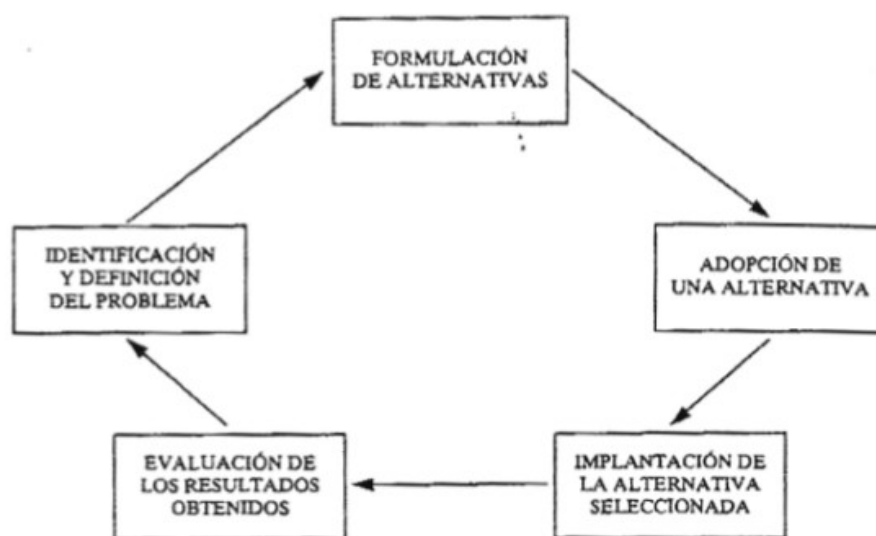 FORMULACIÓN
DE ALTERNATIVAS
IDENTIFICACIÓN
Y DEFINICIÓN
DEL PROBLEMA
ADOPCIÓN DE
UNA ALTERNATIVA
EVALUACIÓN DE
LOS RESULTADOS
OBTENIDOS
IMPLANTACIÓN DE
LA ALTERNATIVA
SELECCIONADA